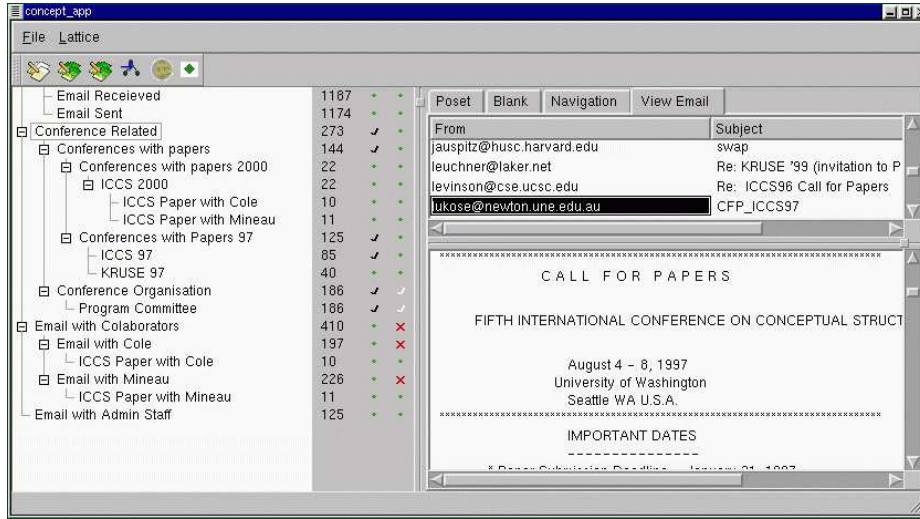 concept_app
File Lattice
Email Receieved 1187
Email Sent 1174
Conference Related 273
Conferences with papers 144
Conferences with papers 2000 22
ICCS 2000 22
ICCS Paper with Cole 10
ICCS Paper with Mineau 11
Conferences with Papers 97 125
ICCS 97 85
KRUSE 97 40
Conference Organisation 186
Program Committee 186
Email with Colaborators 410
Email with Cole 197
ICCS Paper with Cole 10
Email with Mineau 226
ICCS Paper with Mineau 11
Email with Admin Staff 125
Poset Blank Navigation View Email
From Subject
jauspitz@husc.harvard.edu swap
leuchner@laker.net Re: KRUSE '99 (invitation to P
levinson@cse.ucsc.edu Re: ICCS96 Call for Papers
lukose@newton.une.edu.au CFP_ICCS97
CALL FOR PAPERS
FIFTH INTERNATIONAL CONFERENCE ON CONCEPTUAL STRUCT
August 4 - 8, 1997
University of Washington
Seattle WA U.S.A.
IMPORTANT DATES
----------------
* Paper Submission Deadline January 31, 1997